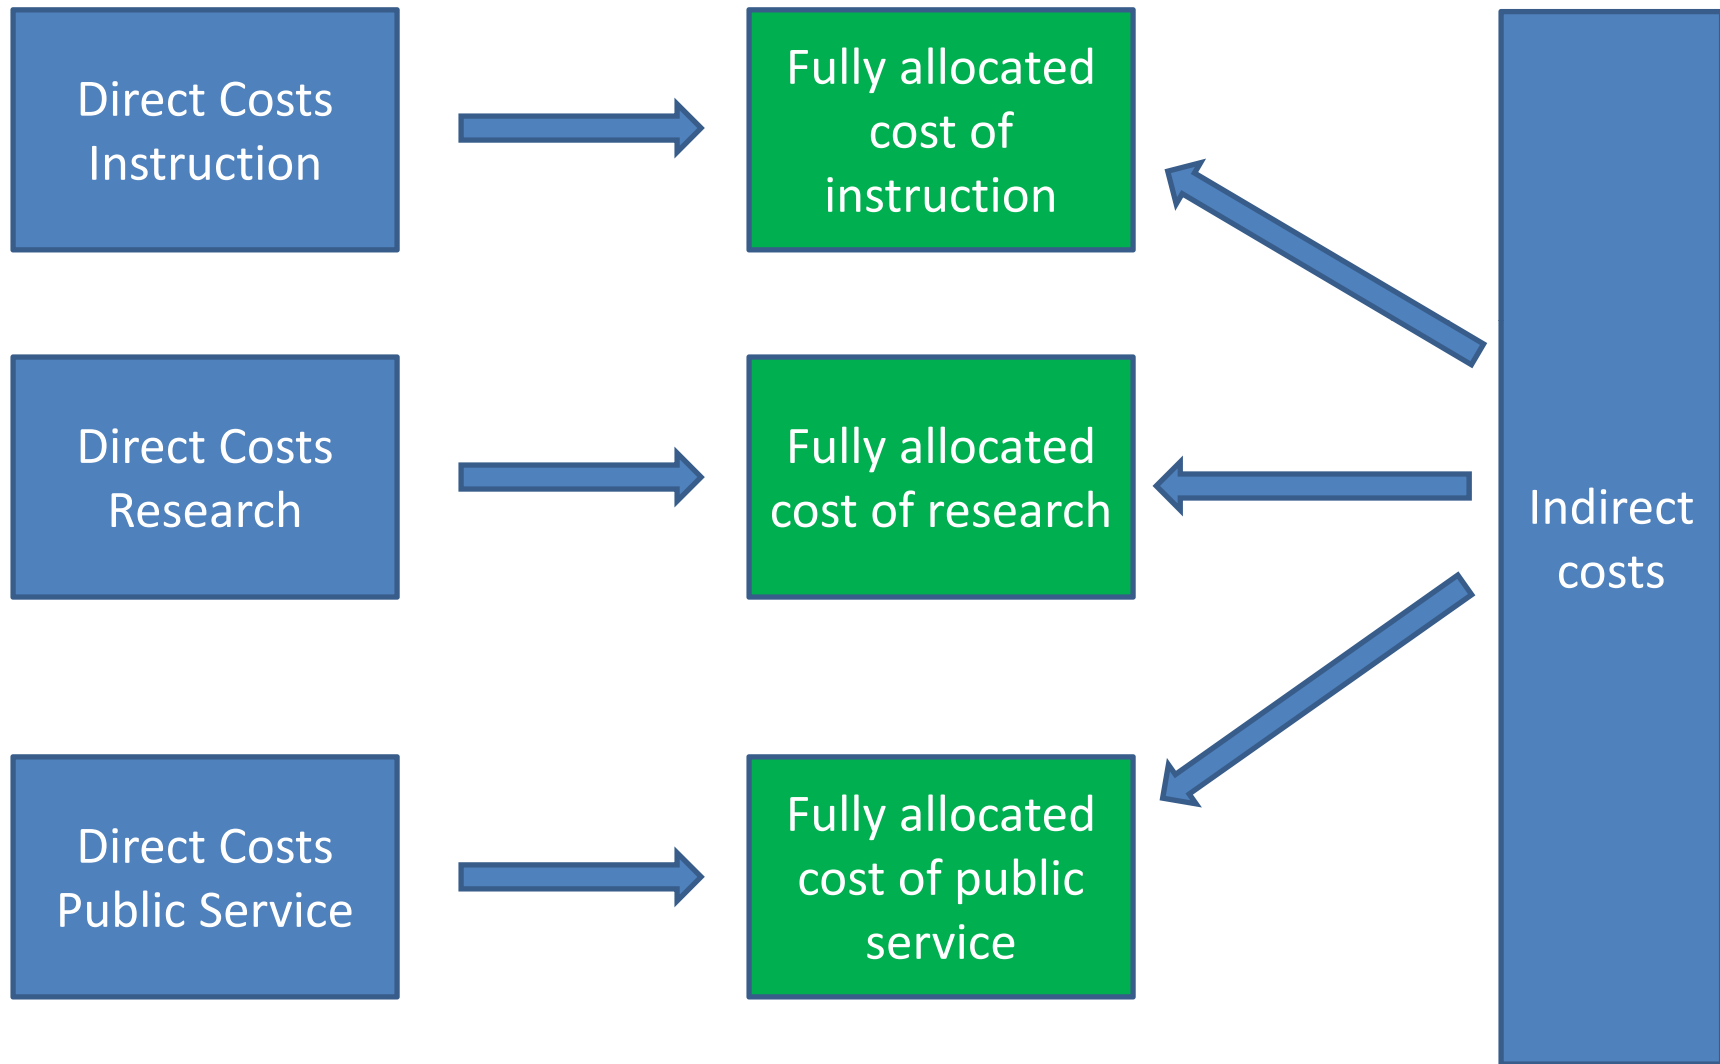 Direct Costs
Instruction
Fully allocated
cost of
instruction
Direct Costs
Research
Fully allocated
cost of research
Indirect
costs
Direct Costs
Public Service
Fully allocated
cost of public
service